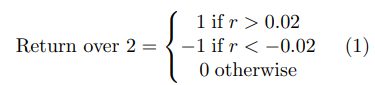 1 if r > 0.02
Return over 2 = { −1 if r < −0.02 (1)
0 otherwise